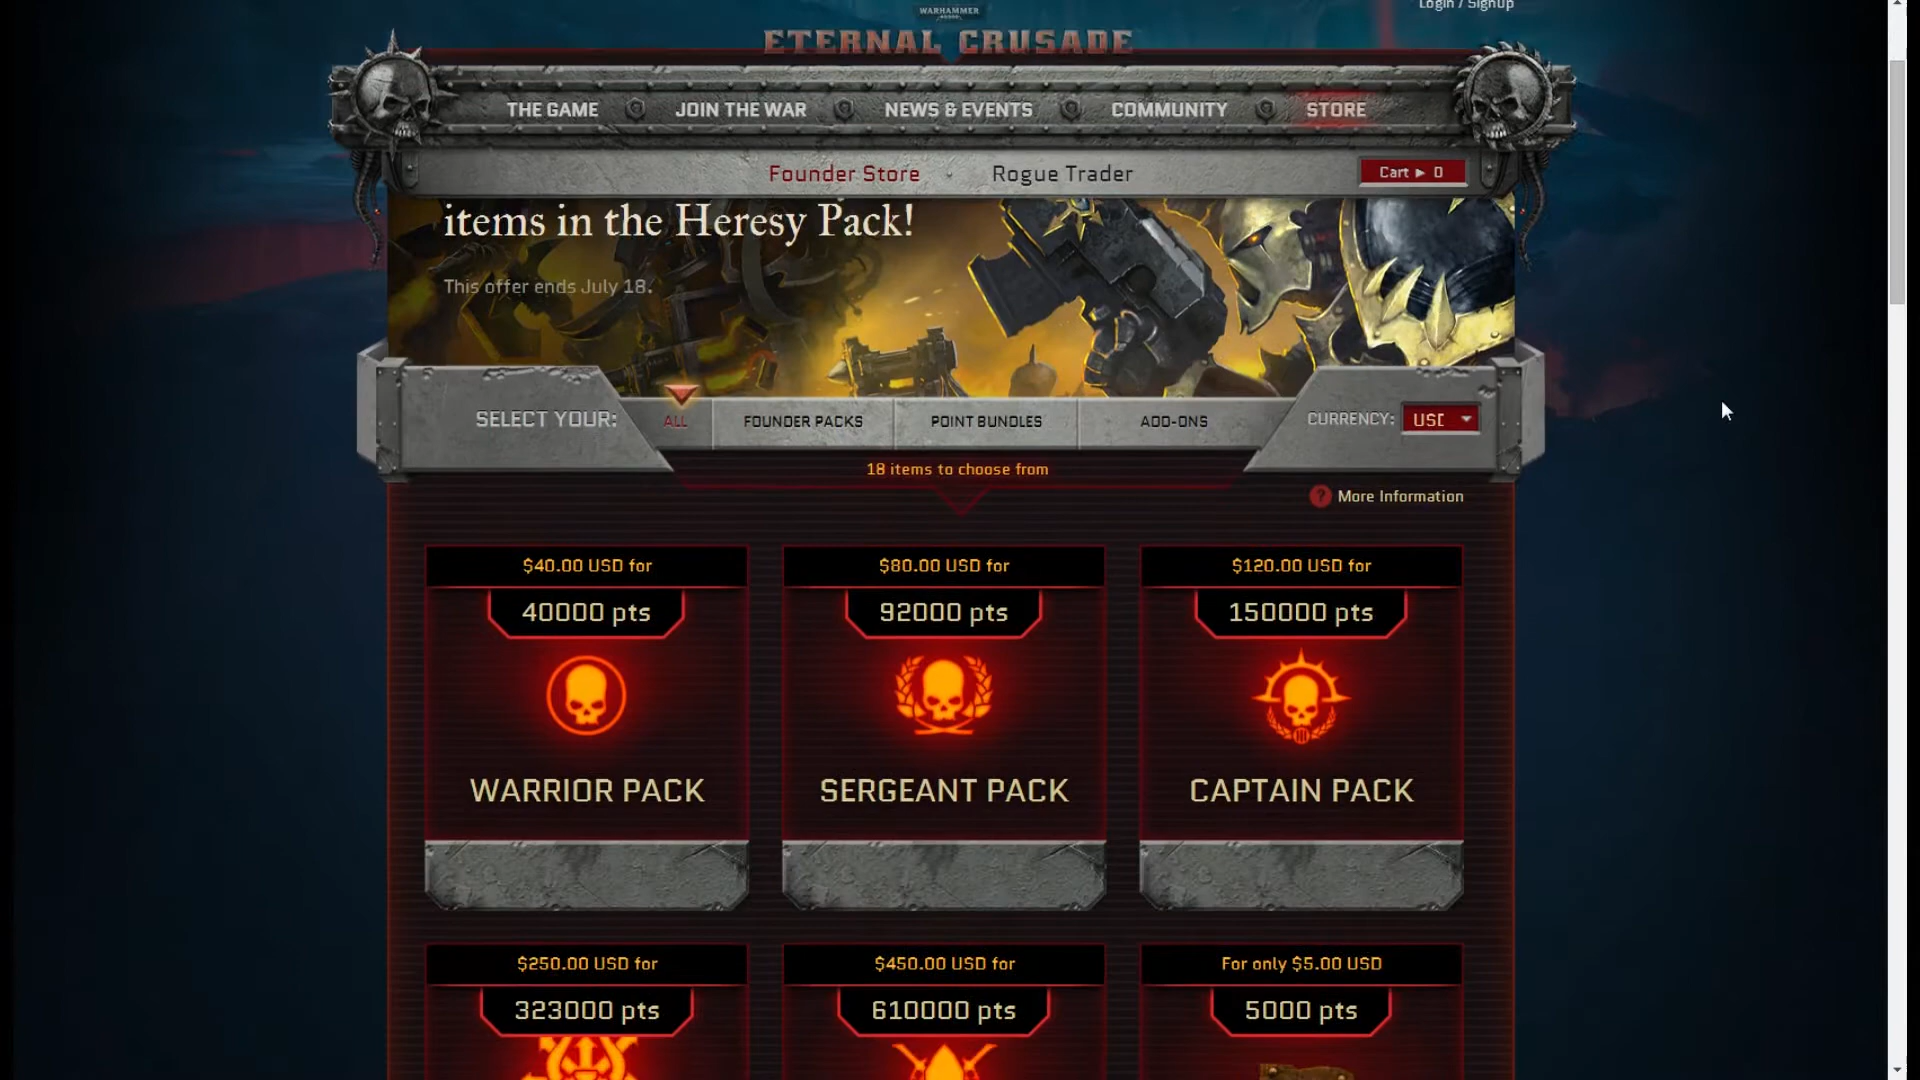 Login / Signup
WARHAMMER
40,000
ETERNAL CRUSADE
THE GAME
JOIN THE WAR
NEWS & EVENTS
COMMUNITY
STORE
Founder Store
Rogue Trader
Cart ▸ 0
items in the Heresy Pack!
This offer ends July 18.
SELECT YOUR:
ALL
FOUNDER PACKS
POINT BUNDLES
ADD-ONS
CURRENCY:
USD
18 items to choose from
? More Information
$40.00 USD for
40000 pts
WARRIOR PACK
$80.00 USD for
92000 pts
SERGEANT PACK
$120.00 USD for
150000 pts
III
CAPTAIN PACK
$250.00 USD for
323000 pts
$450.00 USD for
610000 pts
For only $5.00 USD
5000 pts